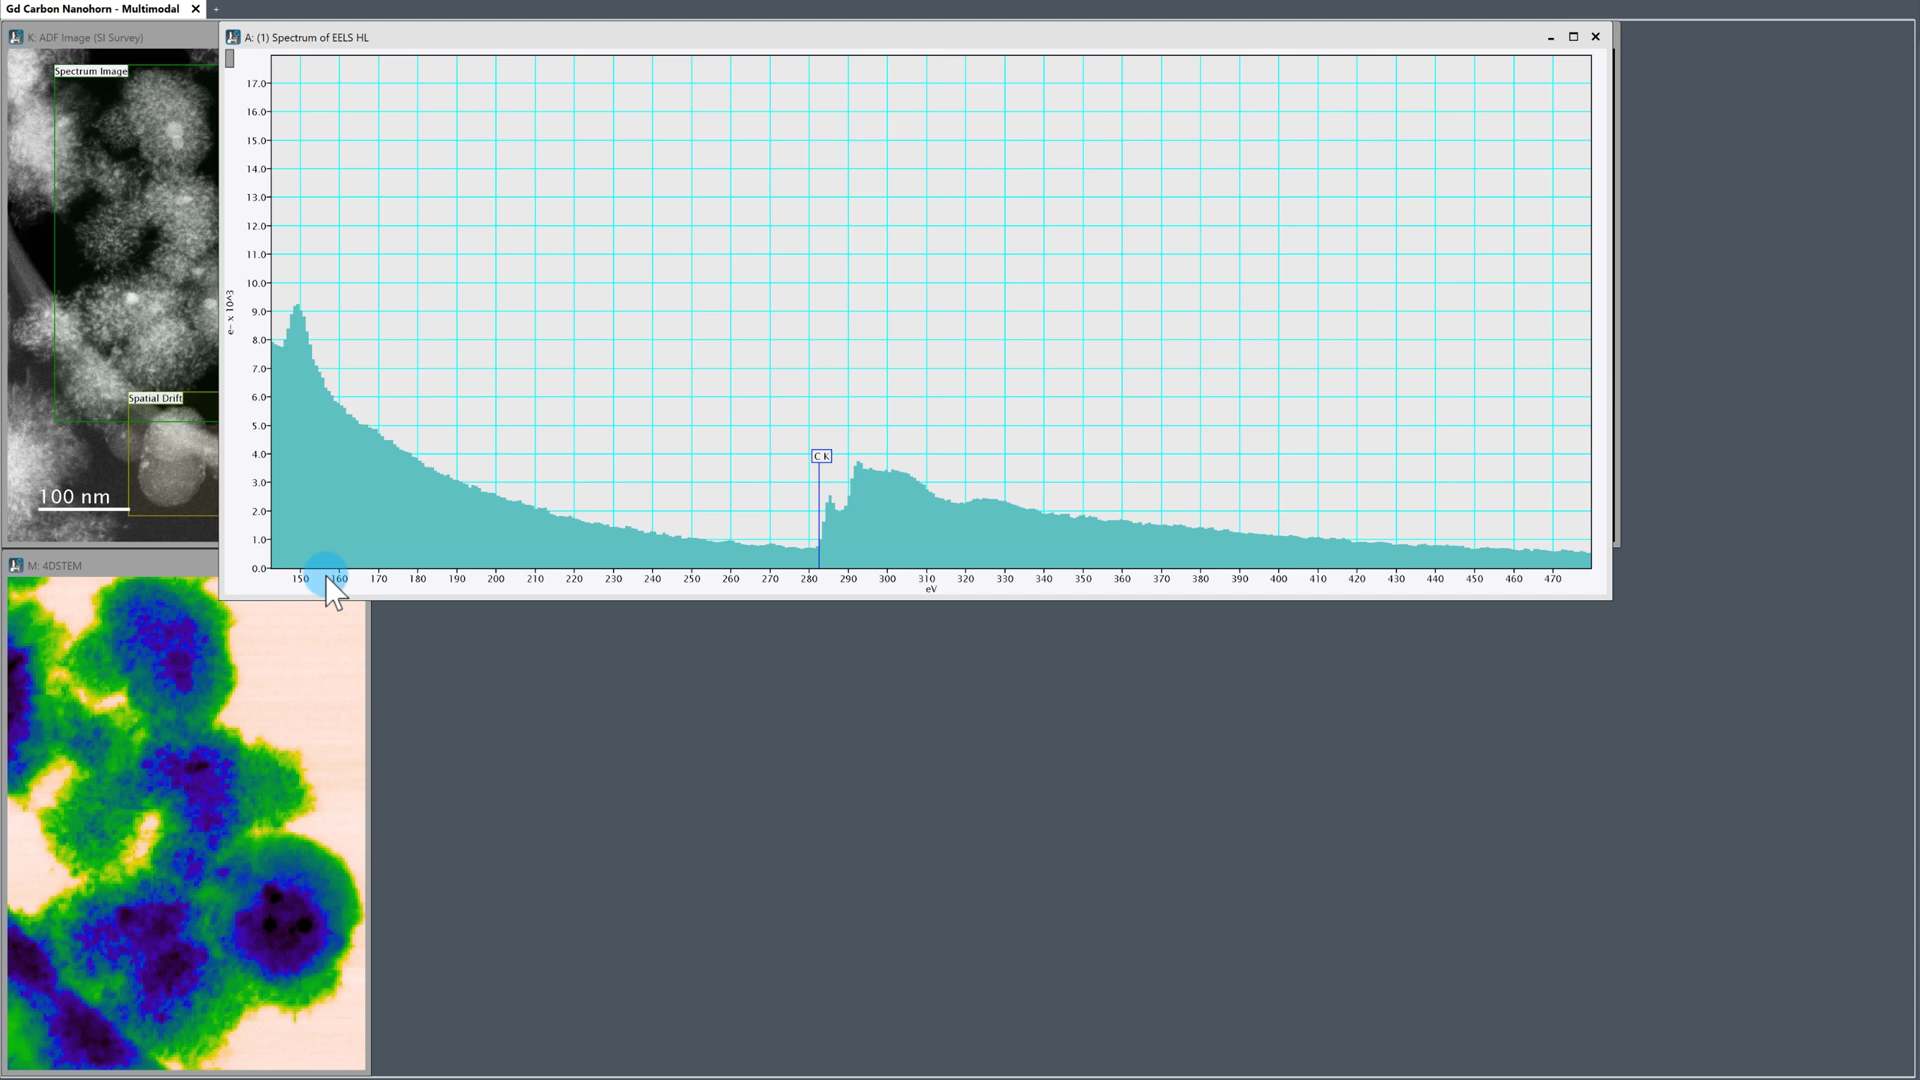 Gd Carbon Nanohorn - Multimodal
K: ADF Image (SI Survey)
Spectrum Image
Spatial Drift
100 nm
A: (1) Spectrum of EELS HL
e- x 10^3
17.0
16.0
15.0
14.0
13.0
12.0
11.0
10.0
9.0
8.0
7.0
6.0
5.0
4.0
3.0
2.0
1.0
0.0
C K
150 160 170 180 190 200 210 220 230 240 250 260 270 280 290 300 310 320 330 340 350 360 370 380 390 400 410 420 430 440 450 460 470
eV
M: 4DSTEM